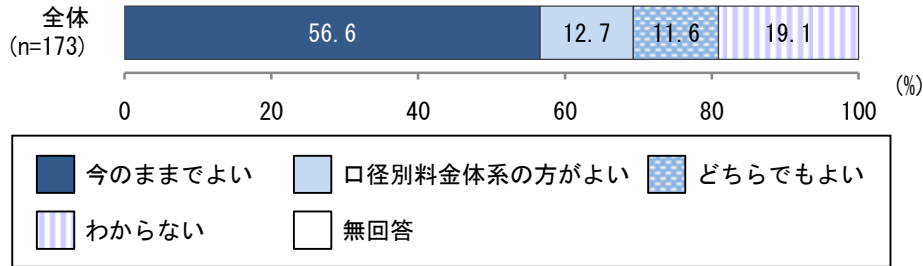 全体
(n=173)
56.6 12.7 11.6 19.1
0 20 40 60 80 100 (%)
今のままでよい 口径別料金体系の方がよい どちらでもよい
わからない 無回答